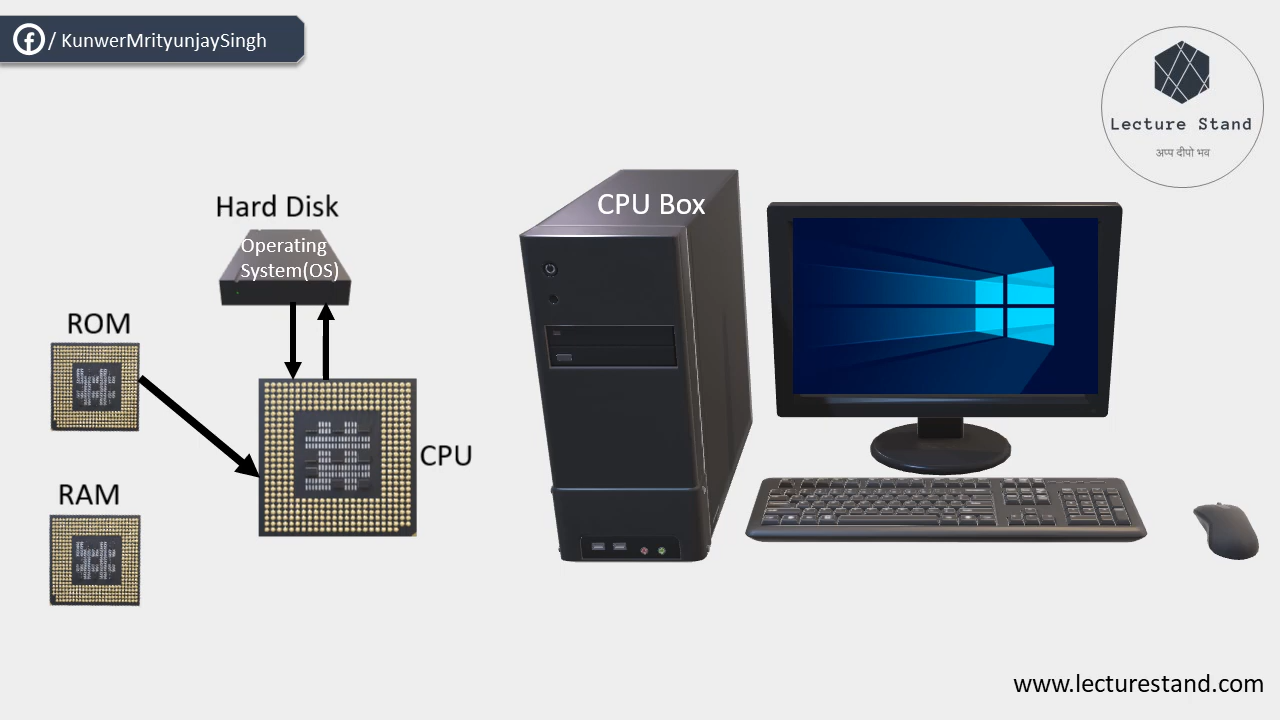 / KunwerMrityunjaySingh
Lecture Stand
अप्प दीपो भव
Hard Disk
Operating
System(OS)
CPU Box
ROM
CPU
RAM
www.lecturestand.com